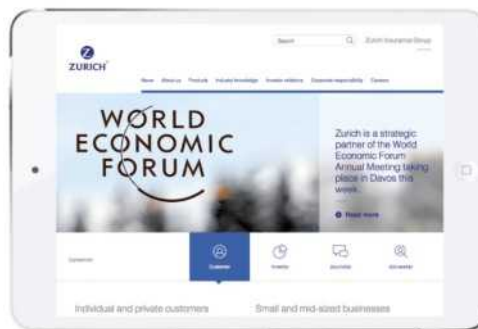 Search
Zurich Insurance Group
ZURICH
News About us Products Industry knowledge Investor relations Corporate responsibility Careers
WORLD
ECONOMIC
FORUM
Zurich is a strategic
partner of the World
Economic Forum
Annual Meeting taking
place in Davos this
week.
Read more
Customer
Investor
Journalist
Job seeker
Individual and private customers
Small and mid-sized businesses